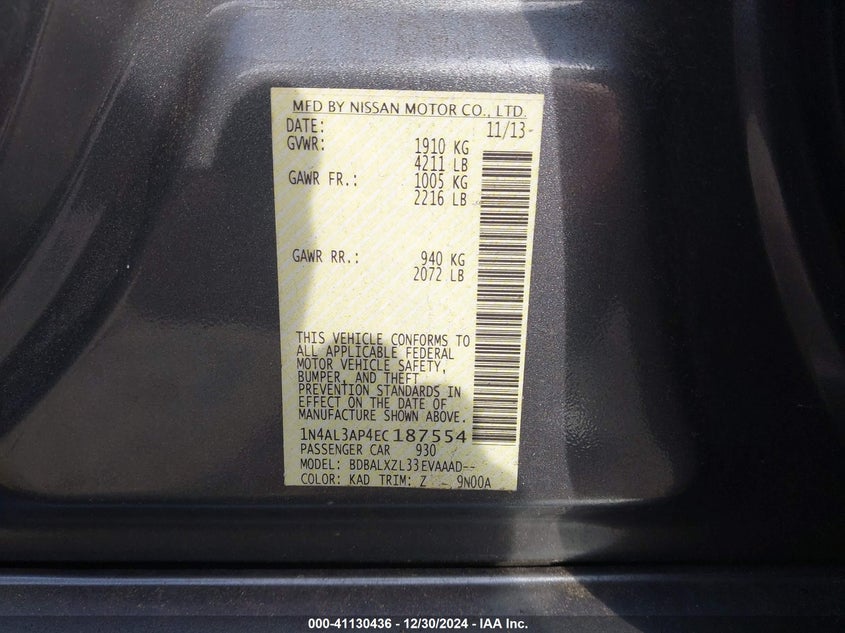 MFD BY NISSAN MOTOR CO., LTD.
DATE: 11/13
GVWR: 1910 KG
4211 LB
GAWR FR.: 1005 KG
2216 LB
GAWR RR.: 940 KG
2072 LB
THIS VEHICLE CONFORMS TO
ALL APPLICABLE FEDERAL
MOTOR VEHICLE SAFETY,
BUMPER, AND THEFT
PREVENTION STANDARDS IN
EFFECT ON THE DATE OF
MANUFACTURE SHOWN ABOVE.
1N4AL3AP4EC187554
PASSENGER CAR 930
MODEL: BDBALXZL33EVAAAD--
COLOR: KAD TRIM: Z - 9N00A
000-41130436 - 12/30/2024 - IAA Inc.